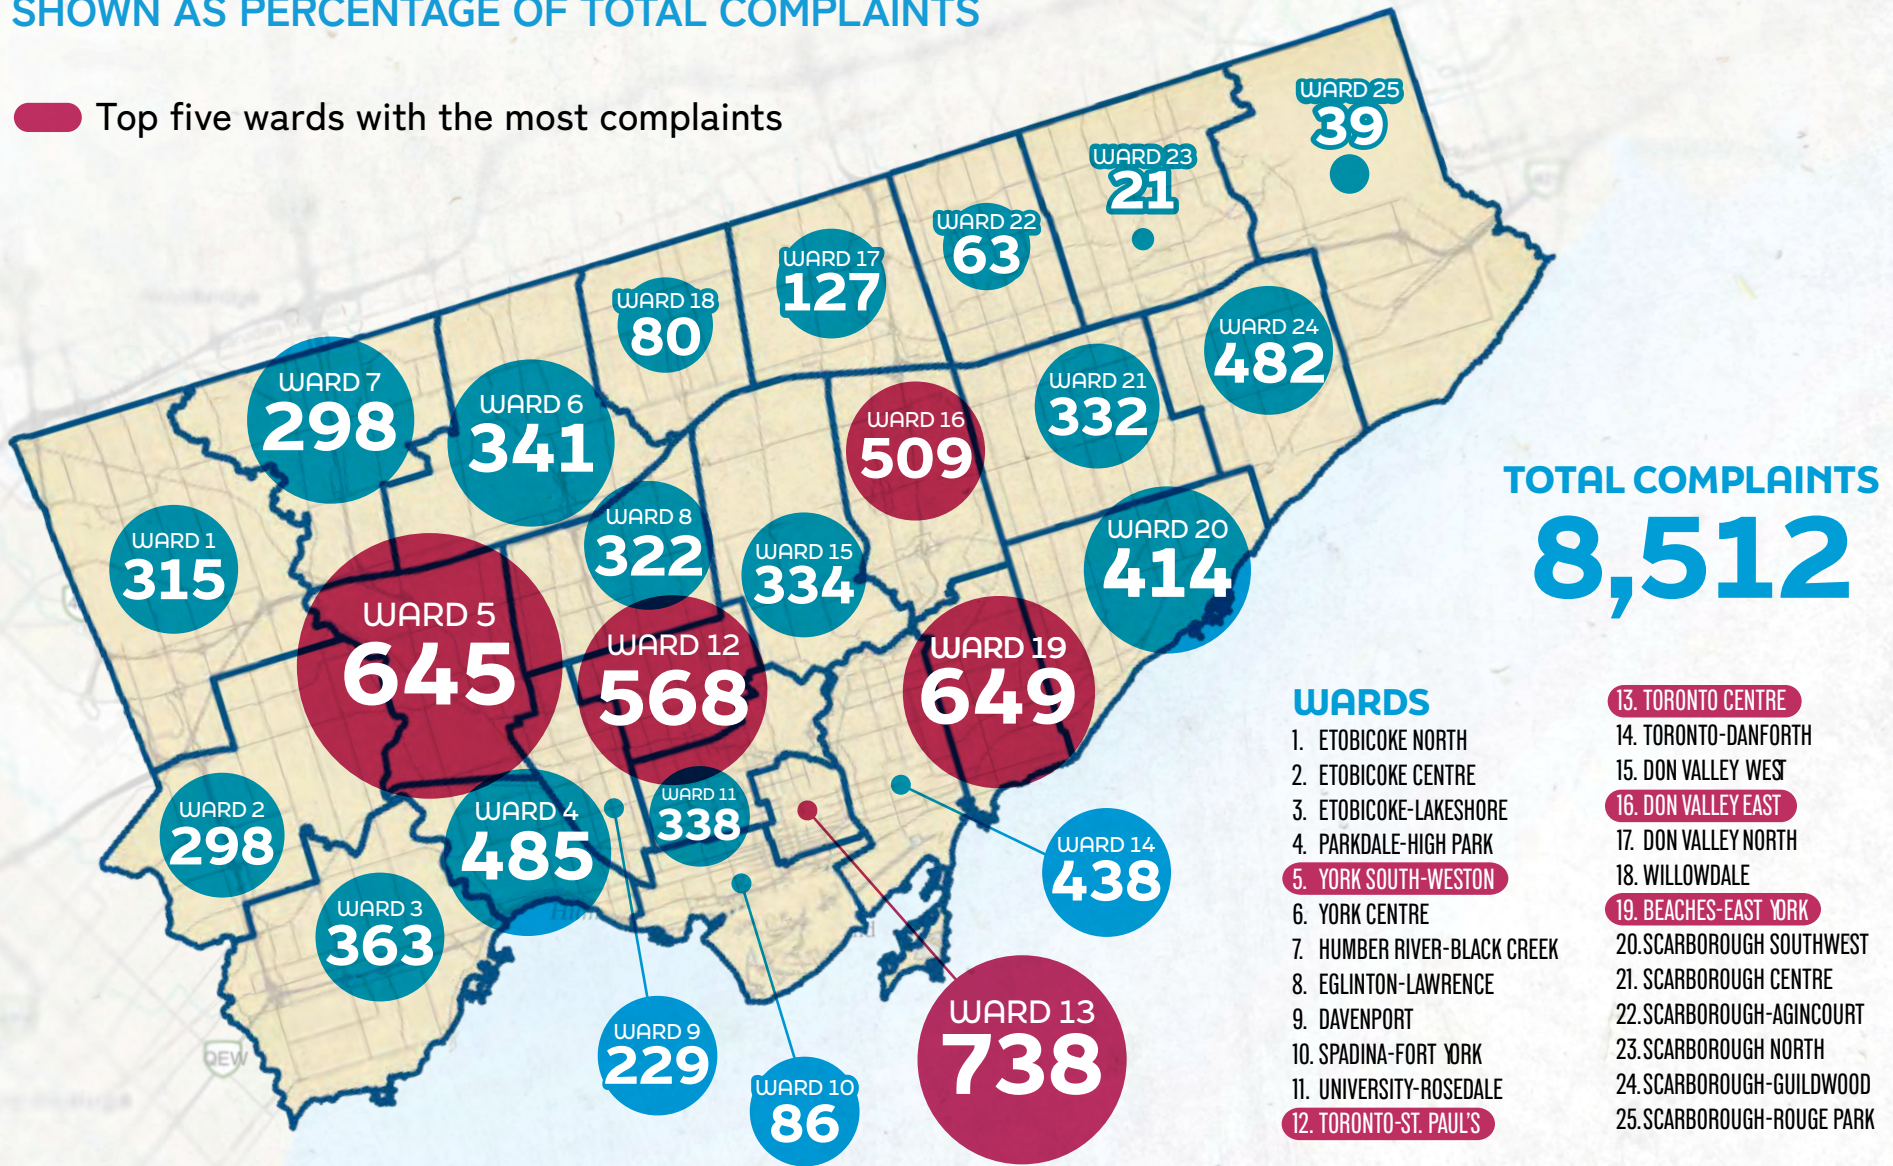 SHOWN AS PERCENTAGE OF TOTAL COMPLAINTS
Top five wards with the most complaints
WARD 25
39
WARD 23
21
WARD 22
63
WARD 17
127
WARD 18
80
WARD 24
482
WARD 7
298
WARD 6
341
WARD 21
332
WARD 16
509
WARD 1
315
WARD 8
322
WARD 15
334
WARD 20
414
TOTAL COMPLAINTS
8,512
WARD 5
645
WARD 12
568
WARD 19
649
WARD 2
298
WARD 4
485
WARD 11
338
WARD 14
438
WARD 3
363
WARD 9
229
WARD 10
86
WARD 13
738
QEW
WARDS
1. ETOBICOKE NORTH
2. ETOBICOKE CENTRE
3. ETOBICOKE-LAKESHORE
4. PARKDALE-HIGH PARK
5. YORK SOUTH-WESTON
6. YORK CENTRE
7. HUMBER RIVER-BLACK CREEK
8. EGLINTON-LAWRENCE
9. DAVENPORT
10. SPADINA-FORT YORK
11. UNIVERSITY-ROSEDALE
12. TORONTO-ST. PAUL'S
13. TORONTO CENTRE
14. TORONTO-DANFORTH
15. DON VALLEY WEST
16. DON VALLEY EAST
17. DON VALLEY NORTH
18. WILLOWDALE
19. BEACHES-EAST YORK
20. SCARBOROUGH SOUTHWEST
21. SCARBOROUGH CENTRE
22. SCARBOROUGH-AGINCOURT
23. SCARBOROUGH NORTH
24. SCARBOROUGH-GUILDWOOD
25. SCARBOROUGH-ROUGE PARK